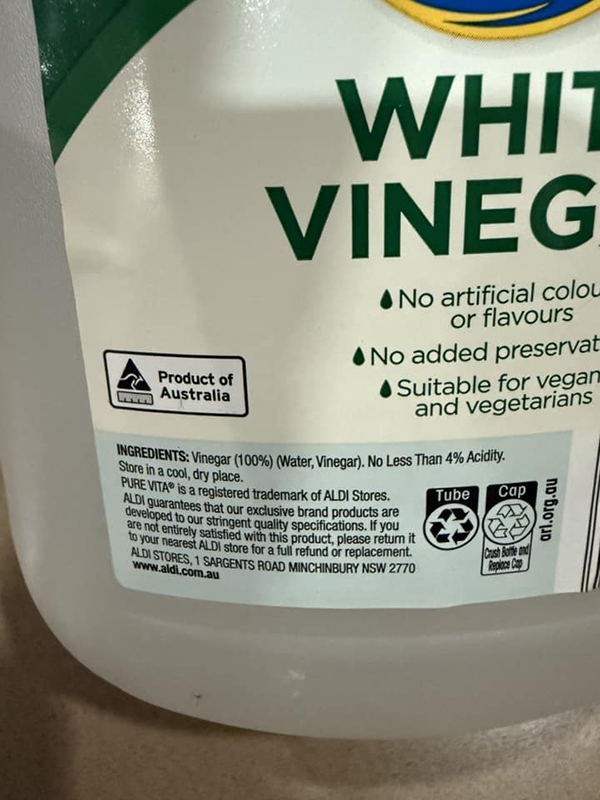 WHIT
VINEG
No artificial colou
or flavours
No added preservat
Suitable for vegan
and vegetarians
Product of
Australia
INGREDIENTS: Vinegar (100%) (Water, Vinegar). No Less Than 4% Acidity.
Store in a cool, dry place.
PURE VITA® is a registered trademark of ALDI Stores.
ALDI guarantees that our exclusive brand products are
developed to our stringent quality specifications. If you
are not entirely satisfied with this product, please return it
to your nearest ALDI store for a full refund or replacement.
ALDI STORES, 1 SARGENTS ROAD MINCHINBURY NSW 2770
www.aldi.com.au
Tube
Cap
Crush Bottle and
Replace Cap
arl.org.au